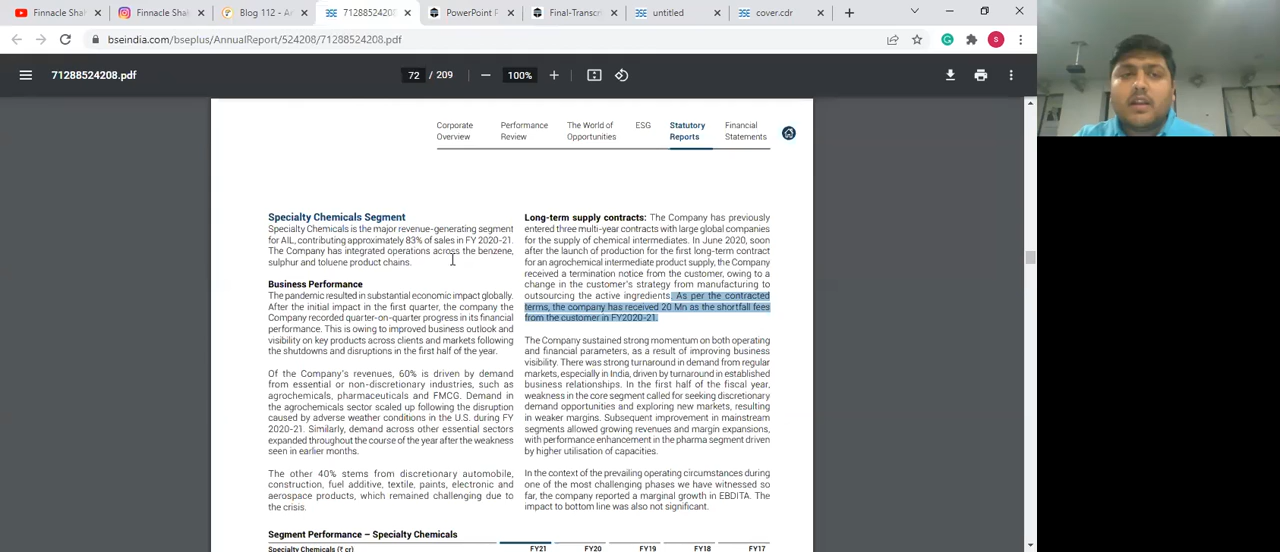 Finnacle Shah
Finnacle Shah
Blog 112 - Ar
71288524208
PowerPoint P
Final-Transcr
untitled
cover.cdr
bseindia.com/bseplus/AnnualReport/524208/71288524208.pdf
S
71288524208.pdf
72 / 209
100%
Corporate Overview
Performance Review
The World of Opportunities
ESG
Statutory Reports
Financial Statements
Specialty Chemicals Segment
Specialty Chemicals is the major revenue-generating segment
for AIL, contributing approximately 83% of sales in FY 2020-21.
The Company has integrated operations across the benzene,
sulphur and toluene product chains.
Business Performance
The pandemic resulted in substantial economic impact globally.
After the initial impact in the first quarter, the company the
Company recorded quarter-on-quarter progress in its financial
performance. This is owing to improved business outlook and
visibility on key products across clients and markets following
the shutdowns and disruptions in the first half of the year.
Of the Company's revenues, 60% is driven by demand
from essential or non-discretionary industries, such as
agrochemicals, pharmaceuticals and FMCG. Demand in
the agrochemicals sector scaled up following the disruption
caused by adverse weather conditions in the U.S. during FY
2020-21. Similarly, demand across other essential sectors
expanded throughout the course of the year after the weakness
seen in earlier months.
The other 40% stems from discretionary automobile,
construction, fuel additive, textile, paints, electronic and
aerospace products, which remained challenging due to
the crisis.
Long-term supply contracts: The Company has previously
entered three multi-year contracts with large global companies
for the supply of chemical intermediates. In June 2020, soon
after the launch of production for the first long-term contract
for an agrochemical intermediate product supply, the Company
received a termination notice from the customer, owing to a
change in the customer's strategy from manufacturing to
outsourcing the active ingredients. As per the contracted
terms, the company has received 20 Mn as the shortfall fees
from the customer in FY2020-21.
The Company sustained strong momentum on both operating
and financial parameters, as a result of improving business
visibility. There was strong turnaround in demand from regular
markets, especially in India, driven by turnaround in established
business relationships. In the first half of the fiscal year,
weakness in the core segment called for seeking discretionary
demand opportunities and exploring new markets, resulting
in weaker margins. Subsequent improvement in mainstream
segments allowed growing revenues and margin expansions,
with performance enhancement in the pharma segment driven
by higher utilisation of capacities.
In the context of the prevailing operating circumstances during
one of the most challenging phases we have witnessed so
far, the company reported a marginal growth in EBDITA. The
impact to bottom line was also not significant.
Segment Performance – Specialty Chemicals
Specialty Chemicals (₹ cr) FY21 FY20 FY19 FY18 FY17